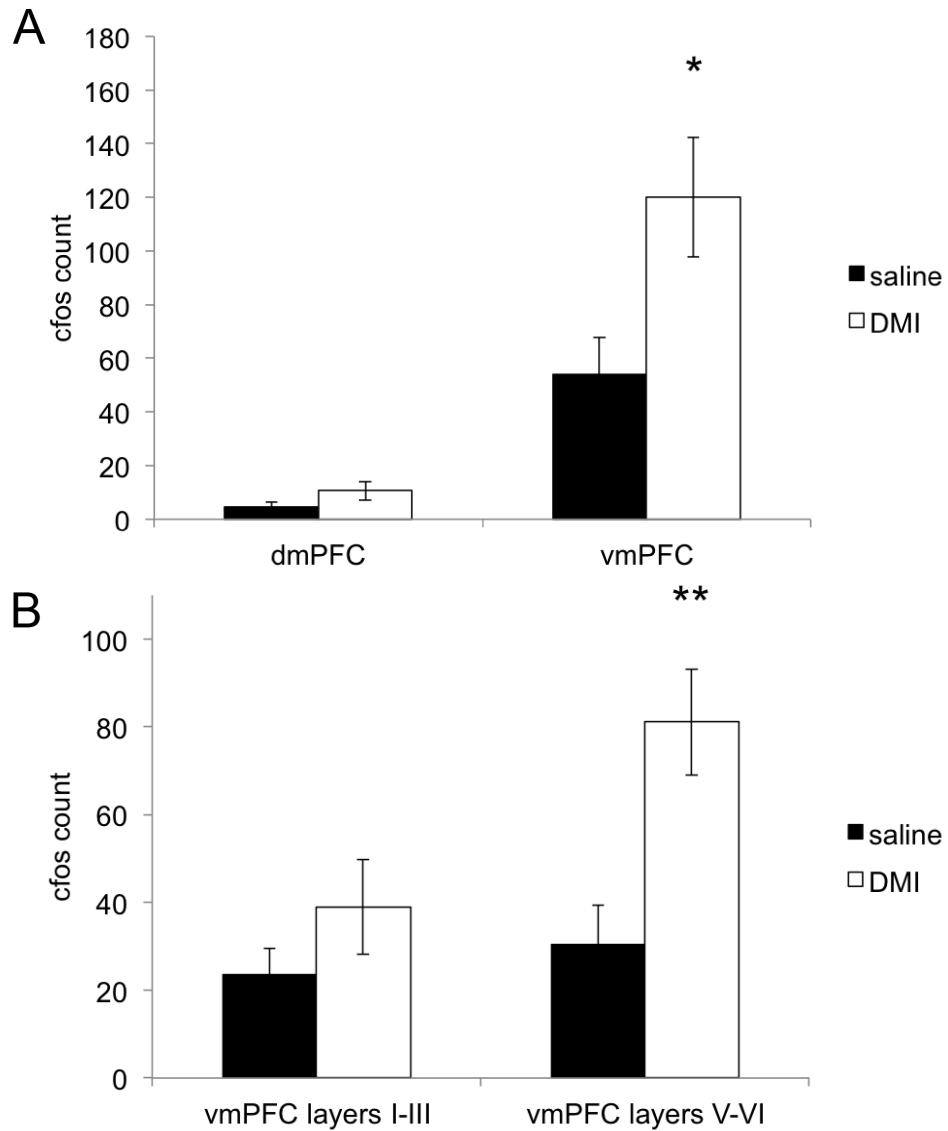 A
180
160
140
120
100
80
60
40
20
0
cfos count
*
saline
DMI
dmPFC
vmPFC
B
100
80
60
40
20
0
cfos count
**
saline
DMI
vmPFC layers I-III
vmPFC layers V-VI